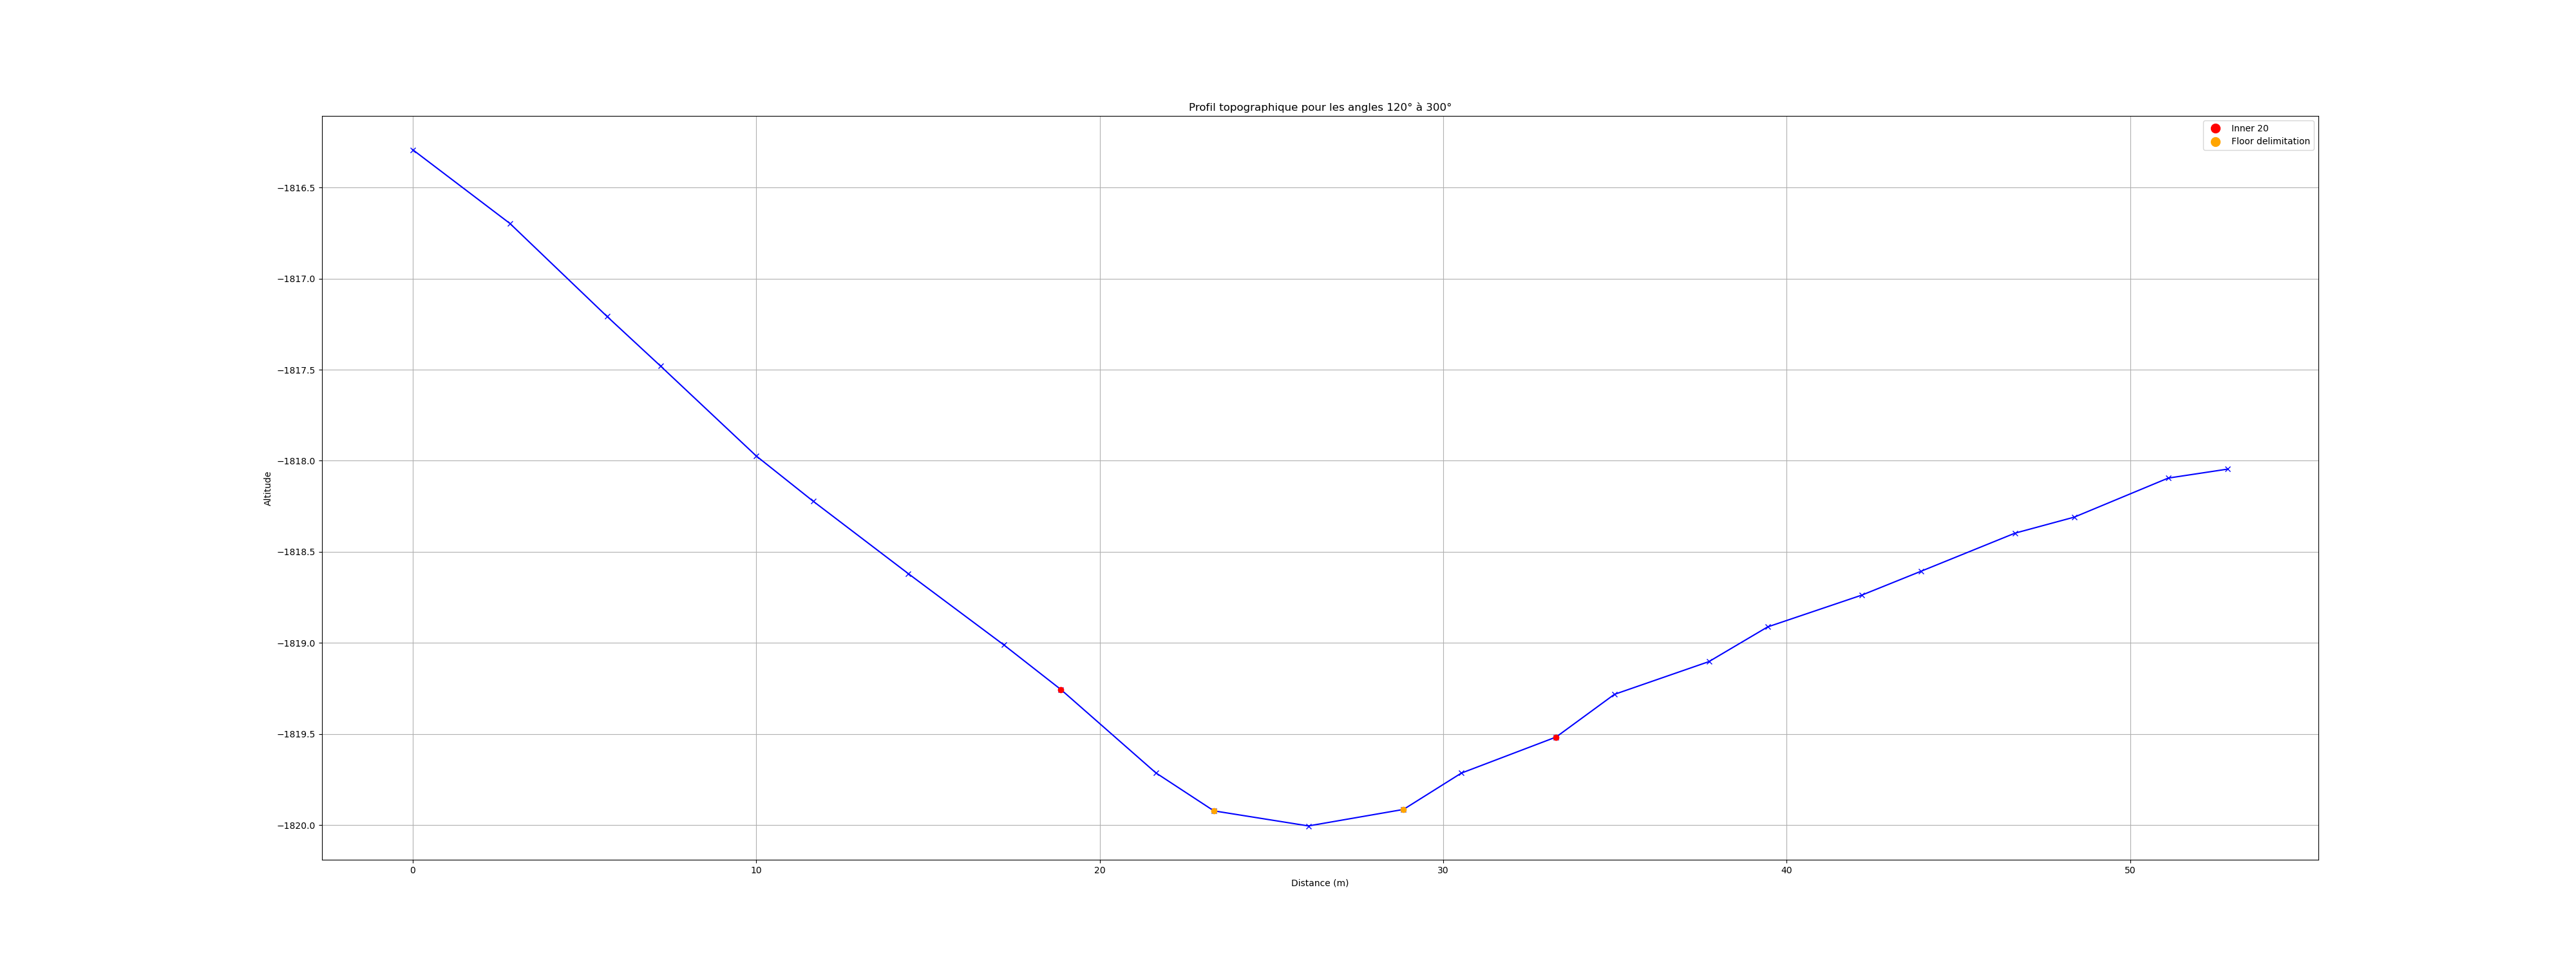 Profil topographique pour les angles 120° à 300°
Inner 20
Floor delimitation
−1816.5
−1817.0
−1817.5
−1818.0
−1818.5
−1819.0
−1819.5
−1820.0
Altitude
0 10 20 30 40 50
Distance (m)